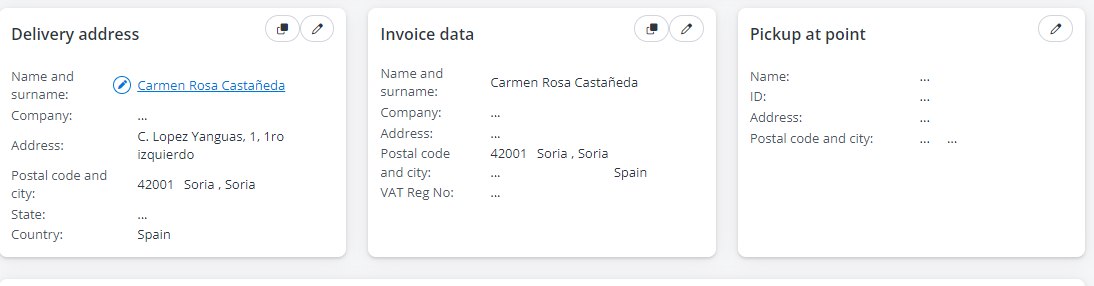 Delivery address
Name and surname: Carmen Rosa Castañeda
Company: ...
Address: C. Lopez Yanguas, 1, 1ro izquierdo
Postal code and city: 42001 Soria , Soria
State: ...
Country: Spain
Invoice data
Name and surname: Carmen Rosa Castañeda
Company: ...
Address: ...
Postal code and city: 42001 Soria , Soria
... Spain
VAT Reg No: ...
Pickup at point
Name: ...
ID: ...
Address: ...
Postal code and city: ... ...